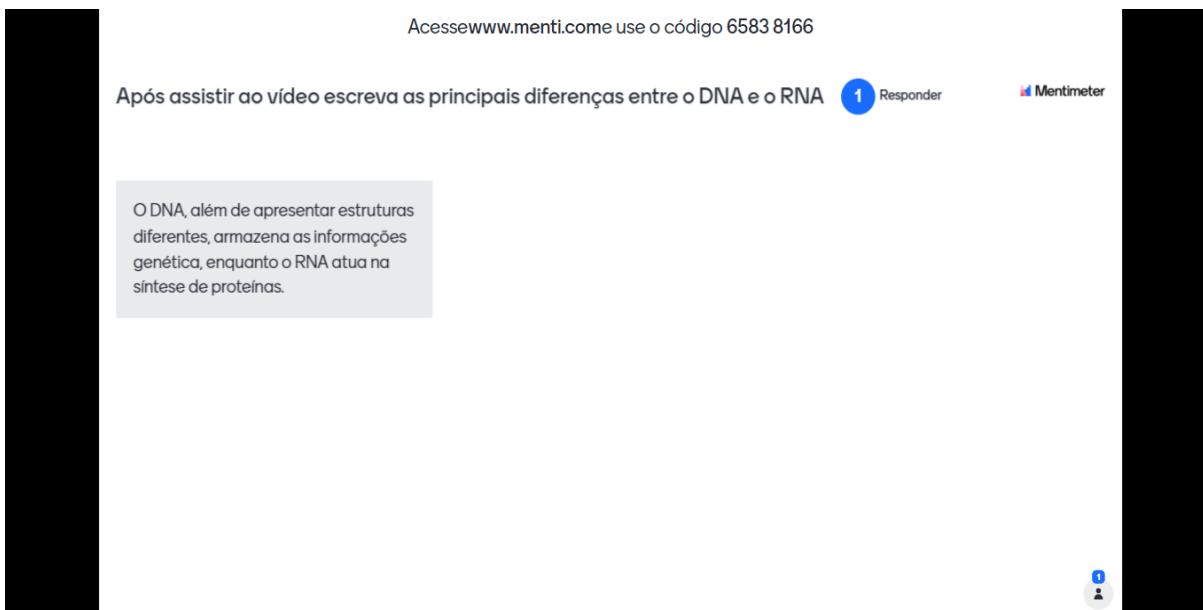 Acessewww.menti.come use o código 6583 8166
Após assistir ao vídeo escreva as principais diferenças entre o DNA e o RNA
1 Responder
Mentimeter
O DNA, além de apresentar estruturas
diferentes, armazena as informações
genética, enquanto o RNA atua na
síntese de proteínas.
1